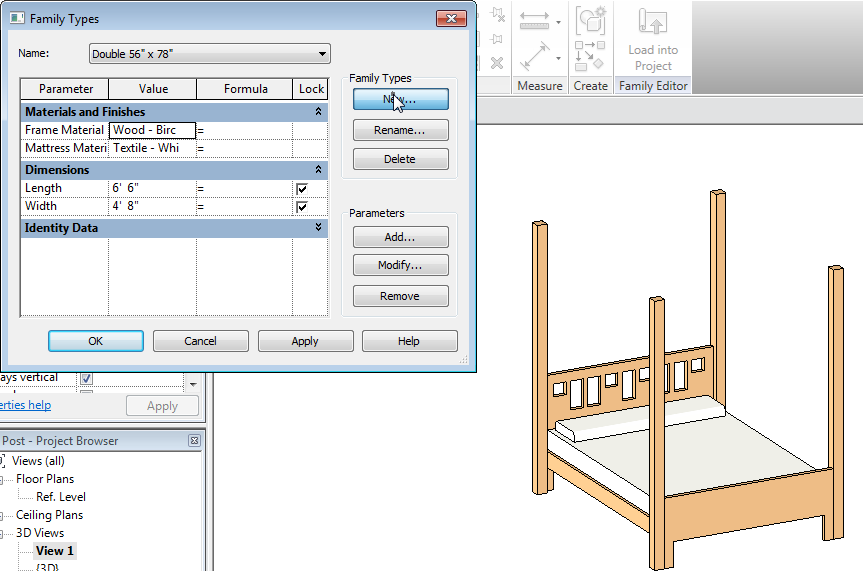 Family Types
Name: Double 56" x 78"
Parameter Value Formula Lock
Materials and Finishes
Frame Material Wood - Birc =
Mattress Materi Textile - Whi =
Dimensions
Length 6' 6" =
Width 4' 8" =
Identity Data
Family Types
New...
Rename...
Delete
Parameters
Add...
Modify...
Remove
OK Cancel Apply Help
Load into
Project
Measure Create Family Editor
ays vertical
erties help Apply
Post - Project Browser
Views (all)
Floor Plans
Ref. Level
Ceiling Plans
3D Views
View 1
{3D}